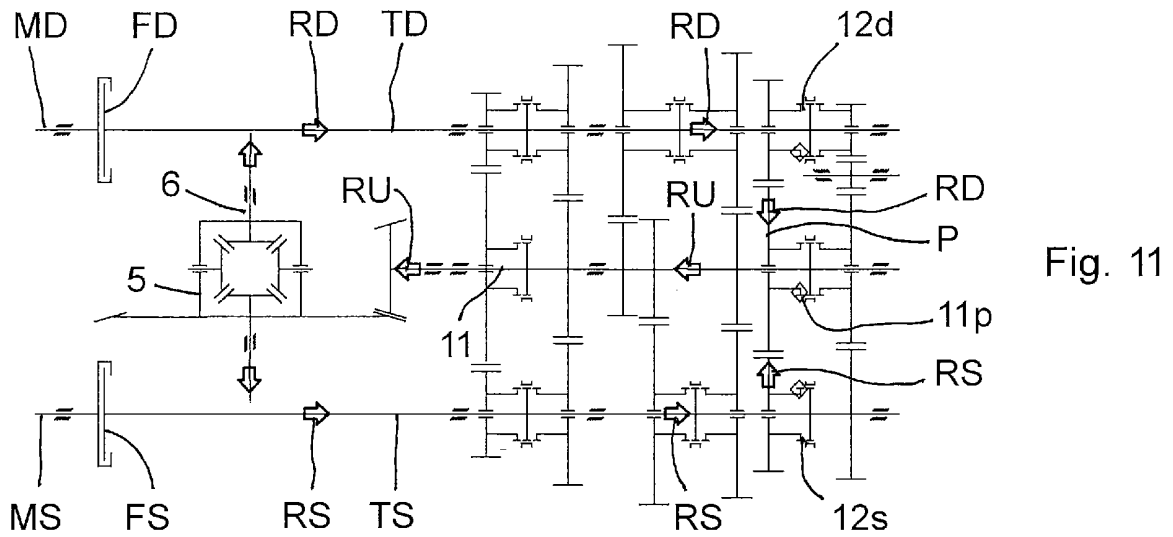 MD FD RD TD RD 12d
6 RU RU RD
P
5 Fig. 11
11 11p
RS
MS FS RS TS RS 12s